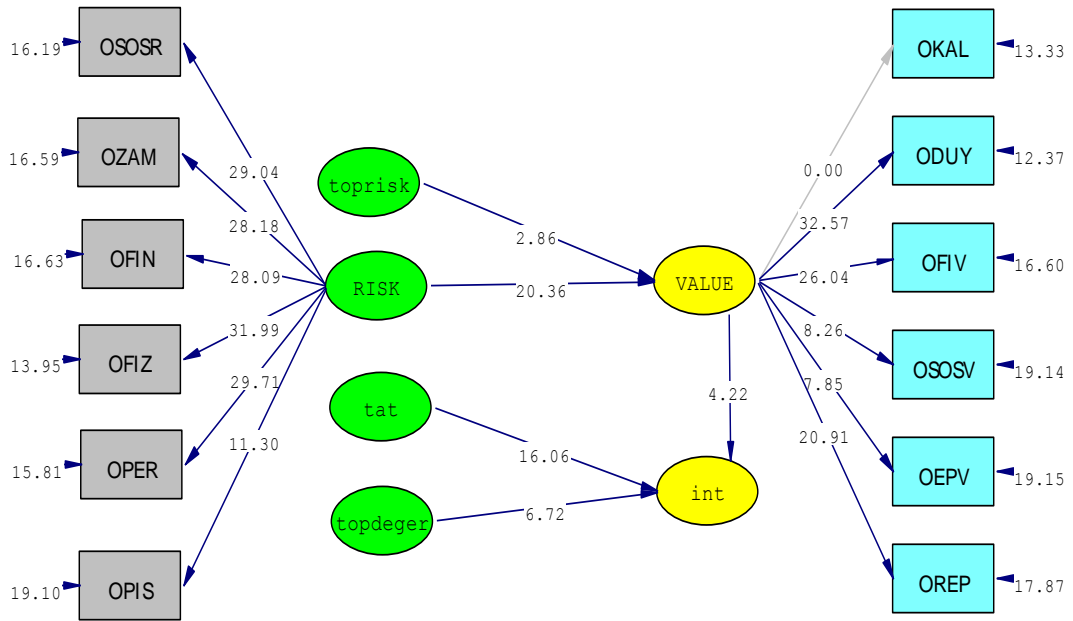 16.19 OSOSR
16.59 OZAM
16.63 OFIN
13.95 OFIZ
15.81 OPER
19.10 OPIS
29.04
28.18
28.09
31.99
29.71
11.30
toprisk
RISK
tat
topdeger
2.86
20.36
16.06
6.72
VALUE
4.22
int
0.00
32.57
26.04
8.26
7.85
20.91
OKAL 13.33
ODUY 12.37
OFIV 16.60
OSOSV 19.14
OEPV 19.15
OREP 17.87